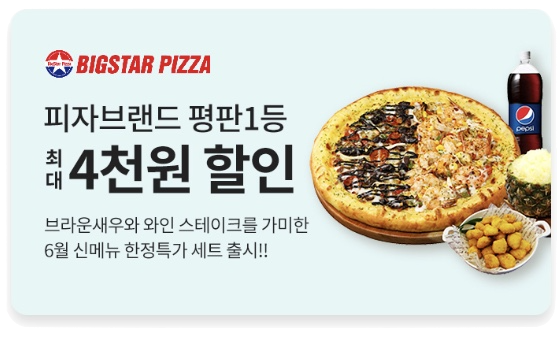 BigStar Pizza
BIGSTAR PIZZA
피자브랜드 평판1등
최대 4천원 할인
브라운새우와 와인 스테이크를 가미한
6월 신메뉴 한정특가 세트 출시!!
pepsi